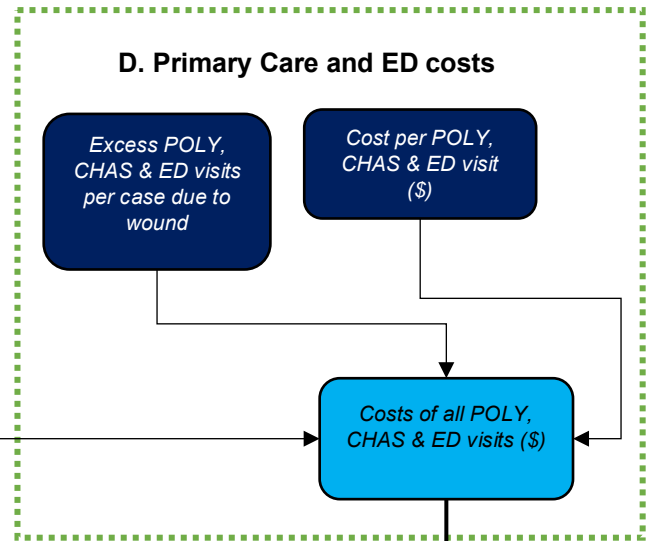 D. Primary Care and ED costs
Excess POLY,
CHAS & ED visits
per case due to
wound
Cost per POLY,
CHAS & ED visit
($)
Costs of all POLY,
CHAS & ED visits ($)